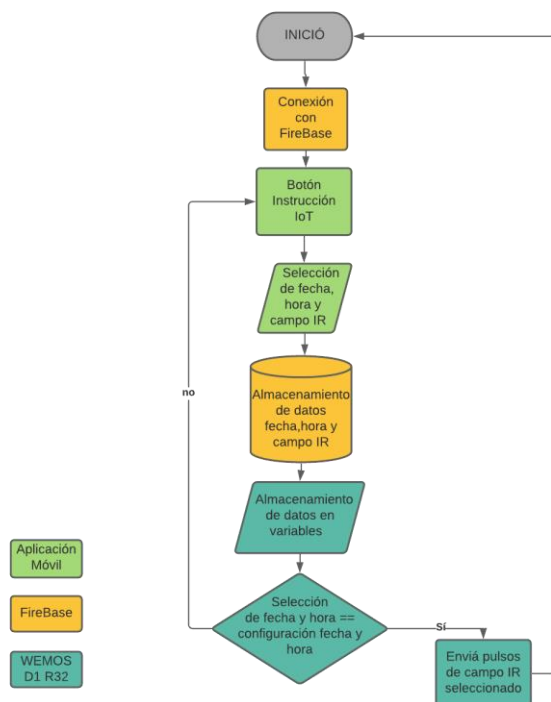 INICIÓ
Conexión
con
FireBase
Botón
Instrucción
IoT
Selección
de fecha,
hora y
campo IR
no
Almacenamiento
de datos
fecha,hora y
campo IR
Almacenamiento
de datos en
variables
Aplicación
Móvil
FireBase
WEMOS
D1 R32
Selección
de fecha y hora ==
configuración fecha y
hora
Sí
Enviá pulsos
de campo IR
seleccionado